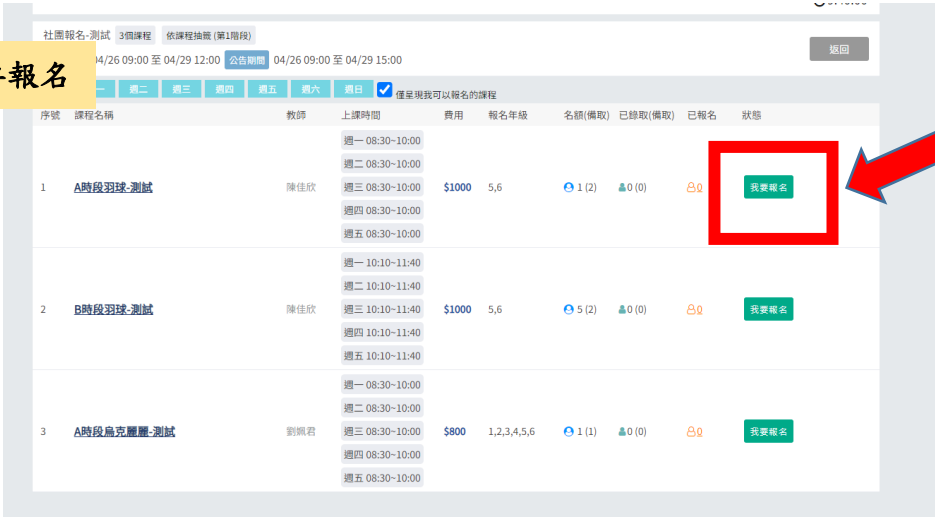 社團報名-測試 3個課程 依課程抽籤 (第1階段)
返回
04/26 09:00 至 04/29 12:00 公告期間 04/26 09:00 至 04/29 15:00
報名
週二 週三 週四 週五 週六 週日 僅呈現我可以報名的課程
序號 課程名稱 教師 上課時間 費用 報名年級 名額(備取) 已錄取(備取) 已報名 狀態
週一 08:30~10:00
週二 08:30~10:00
1 A時段羽球-測試 陳佳欣 週三 08:30~10:00 $1000 5,6 1 (2) 0 (0) 0 我要報名
週四 08:30~10:00
週五 08:30~10:00
週一 10:10~11:40
週二 10:10~11:40
2 B時段羽球-測試 陳佳欣 週三 10:10~11:40 $1000 5,6 5 (2) 0 (0) 0 我要報名
週四 10:10~11:40
週五 10:10~11:40
週一 08:30~10:00
週二 08:30~10:00
3 A時段烏克麗麗-測試 劉姵君 週三 08:30~10:00 $800 1,2,3,4,5,6 1 (1) 0 (0) 0 我要報名
週四 08:30~10:00
週五 08:30~10:00